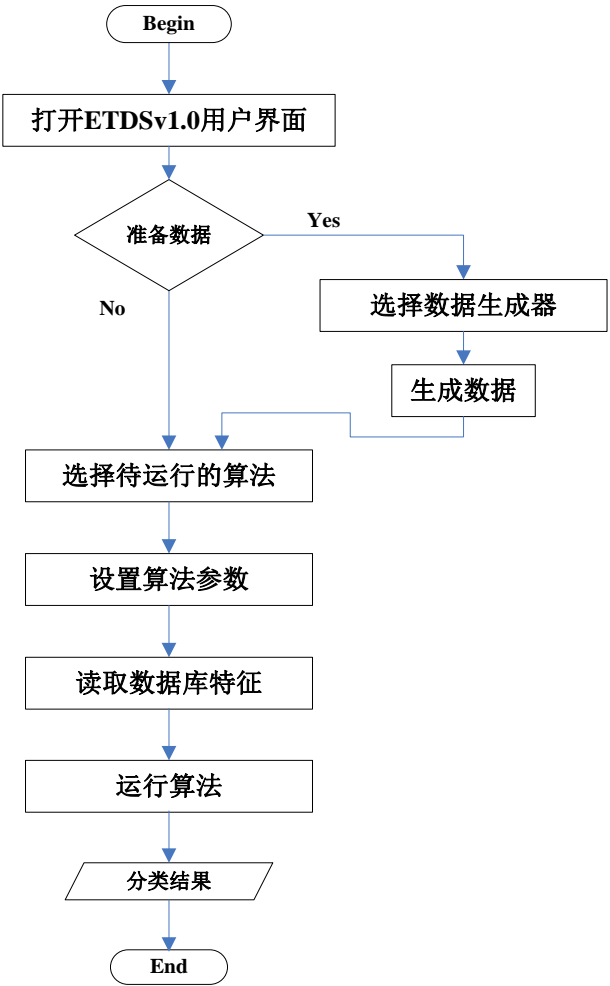 Begin
打开ETDSv1.0用户界面
准备数据
Yes
No
选择数据生成器
生成数据
选择待运行的算法
设置算法参数
读取数据库特征
运行算法
分类结果
End